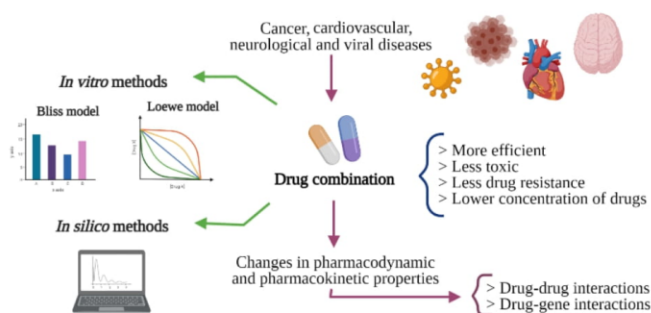 Cancer, cardiovascular,
neurological and viral diseases
In vitro methods
Bliss model
Loewe model
Drug combination
> More efficient
> Less toxic
> Less drug resistance
> Lower concentration of drugs
In silico methods
Changes in pharmacodynamic
and pharmacokinetic properties
> Drug-drug interactions
> Drug-gene interactions